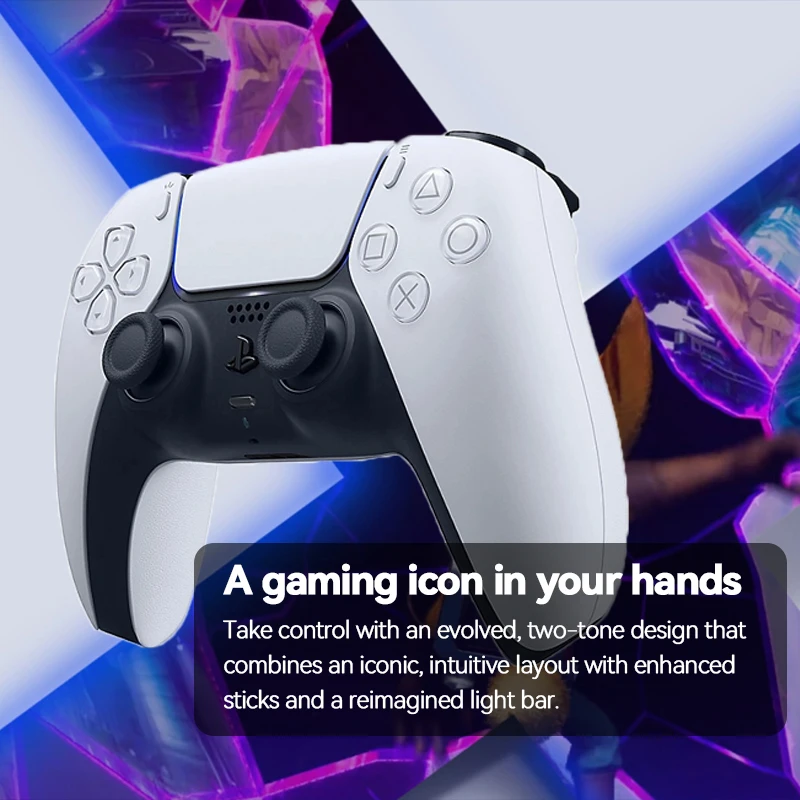 A gaming icon in your hands
Take control with an evolved, two-tone design that
combines an iconic, intuitive layout with enhanced
sticks and a reimagined light bar.